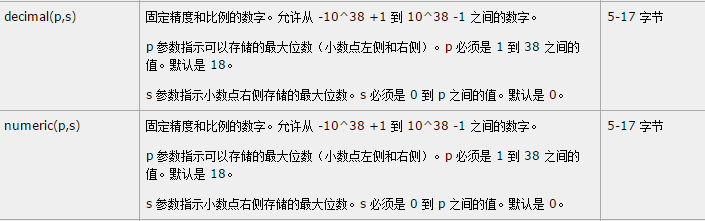 decimal(p,s)
固定精度和比例的数字。允许从 -10^38 +1 到 10^38 -1 之间的数字。
p 参数指示可以存储的最大位数（小数点左侧和右侧）。p 必须是 1 到 38 之间的
值。默认是 18。
s 参数指示小数点右侧存储的最大位数。s 必须是 0 到 p 之间的值。默认是 0。
5-17 字节
numeric(p,s)
固定精度和比例的数字。允许从 -10^38 +1 到 10^38 -1 之间的数字。
p 参数指示可以存储的最大位数（小数点左侧和右侧）。p 必须是 1 到 38 之间的
值。默认是 18。
s 参数指示小数点右侧存储的最大位数。s 必须是 0 到 p 之间的值。默认是 0。
5-17 字节